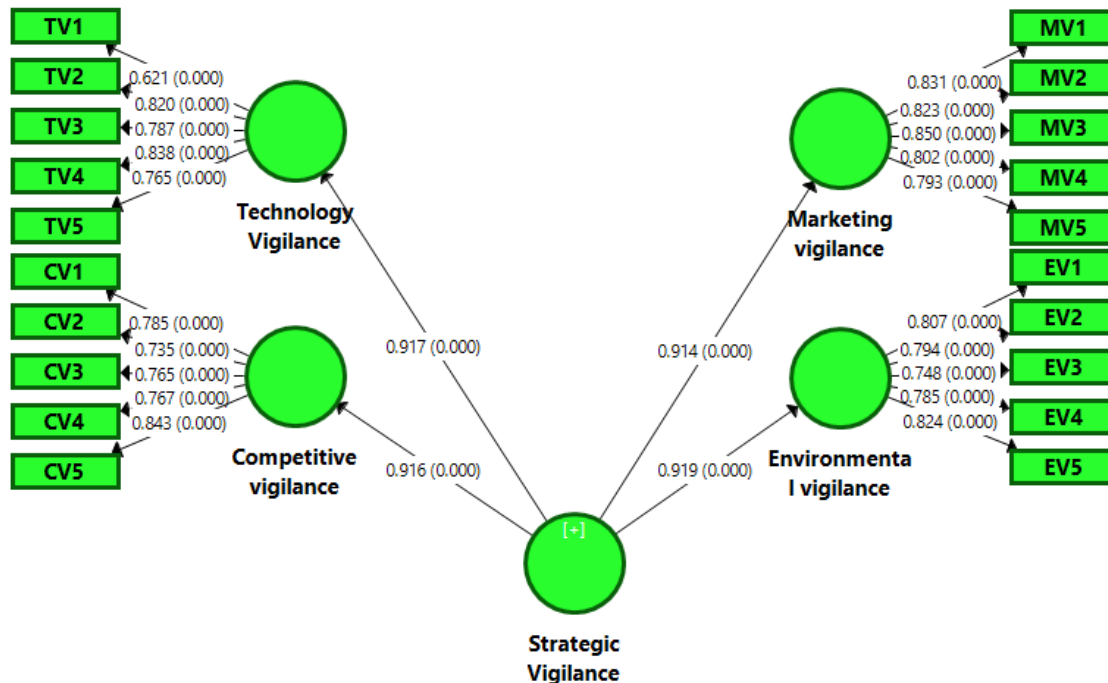 TV1
TV2
TV3
TV4
TV5
0.621 (0.000)
0.820 (0.000)
0.787 (0.000)
0.838 (0.000)
0.765 (0.000)
Technology
Vigilance
MV1
MV2
MV3
MV4
MV5
0.831 (0.000)
0.823 (0.000)
0.850 (0.000)
0.802 (0.000)
0.793 (0.000)
Marketing
vigilance
CV1
CV2
CV3
CV4
CV5
0.785 (0.000)
0.735 (0.000)
0.765 (0.000)
0.767 (0.000)
0.843 (0.000)
Competitive
vigilance
EV1
EV2
EV3
EV4
EV5
0.807 (0.000)
0.794 (0.000)
0.748 (0.000)
0.785 (0.000)
0.824 (0.000)
Environmenta
l vigilance
0.917 (0.000)
0.914 (0.000)
0.916 (0.000)
0.919 (0.000)
[+]
Strategic
Vigilance